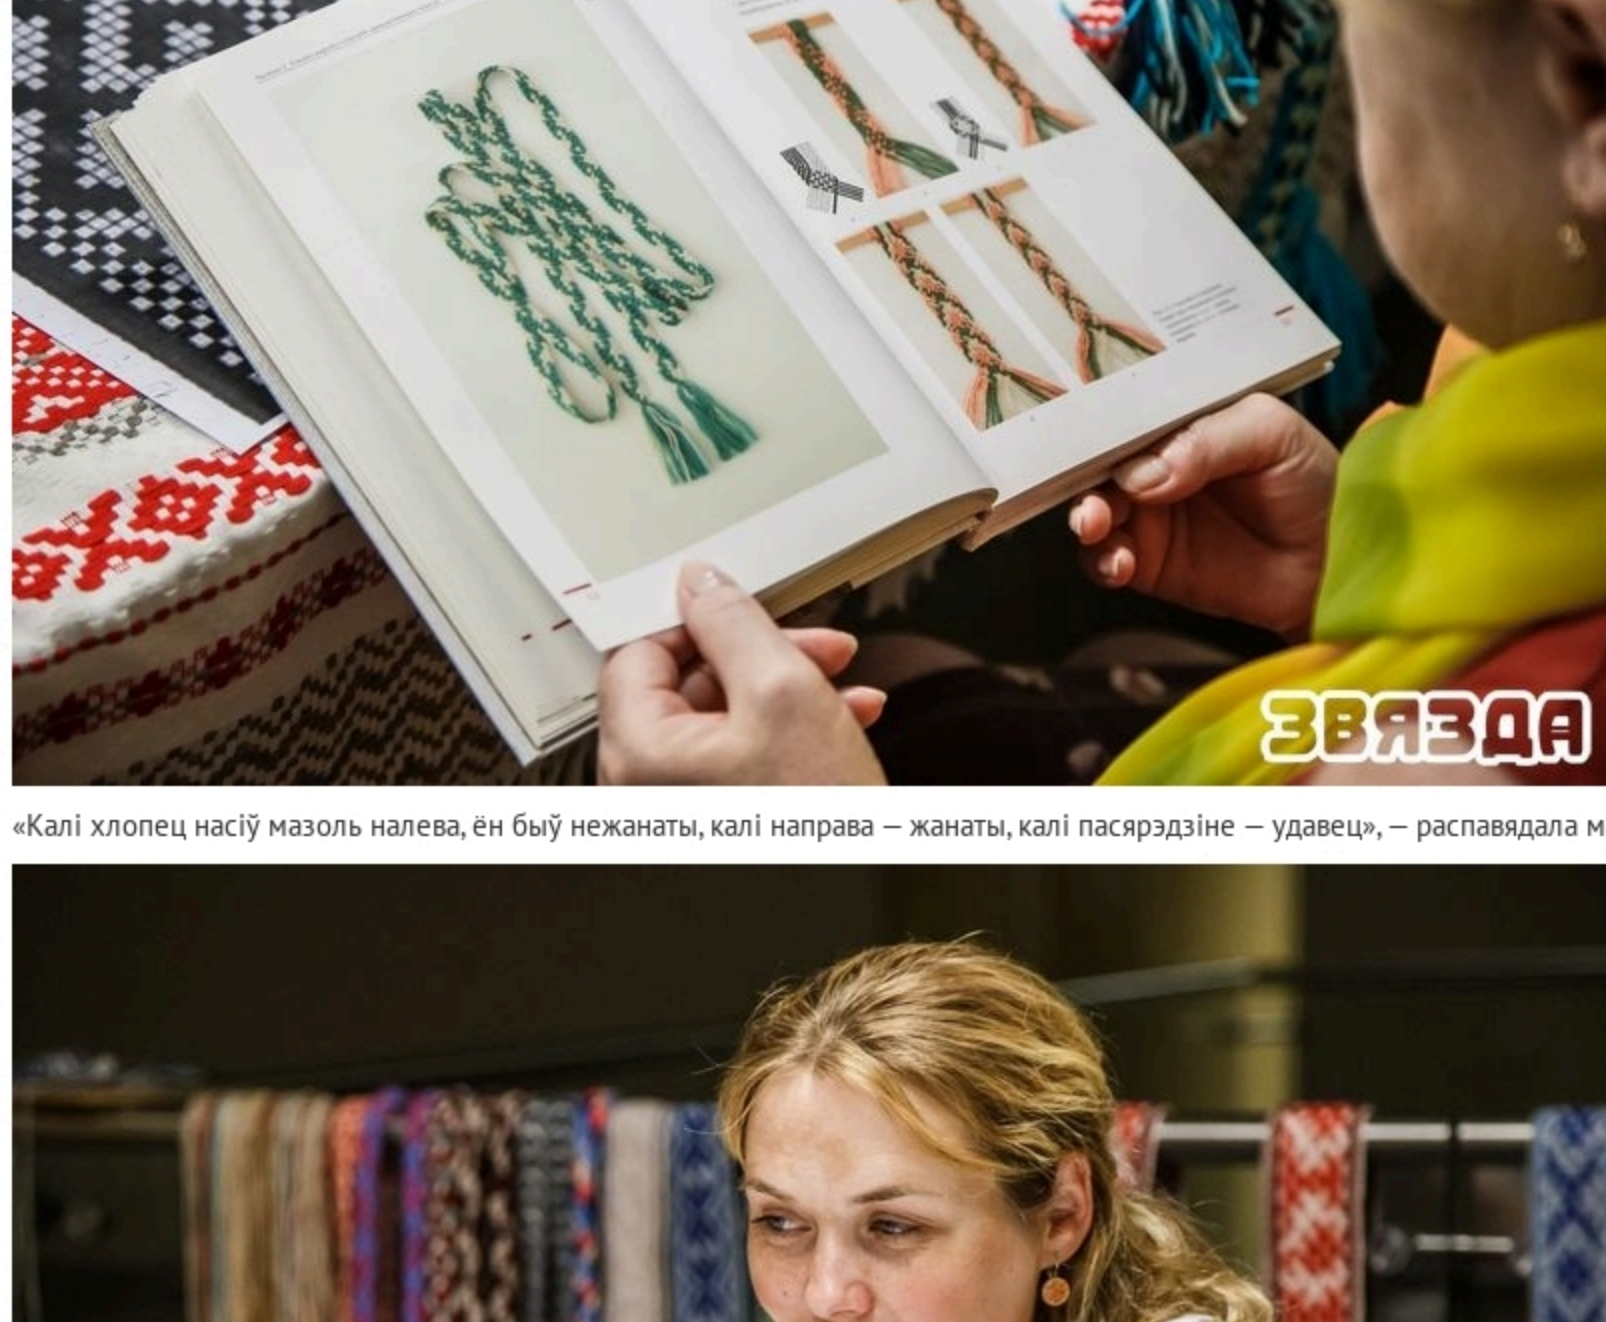 ЗВЯЗДА
«Калі хлопец насіў мазоль налева, ён быў нежанаты, калі направа — жанаты, калі пасярэдзіне — удавец», — распавядала м